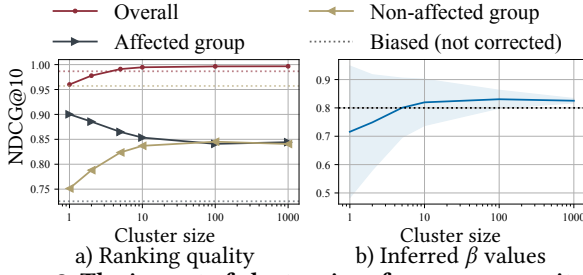 Overall
Non-affected group
Affected group
Biased (not corrected)
NDCG@10
1.00
0.95
0.90
0.85
0.80
0.75
1 10 100 1000
Cluster size
a) Ranking quality
0.9
0.8
0.7
0.6
0.5
1 10 100 1000
Cluster size
b) Inferred β values